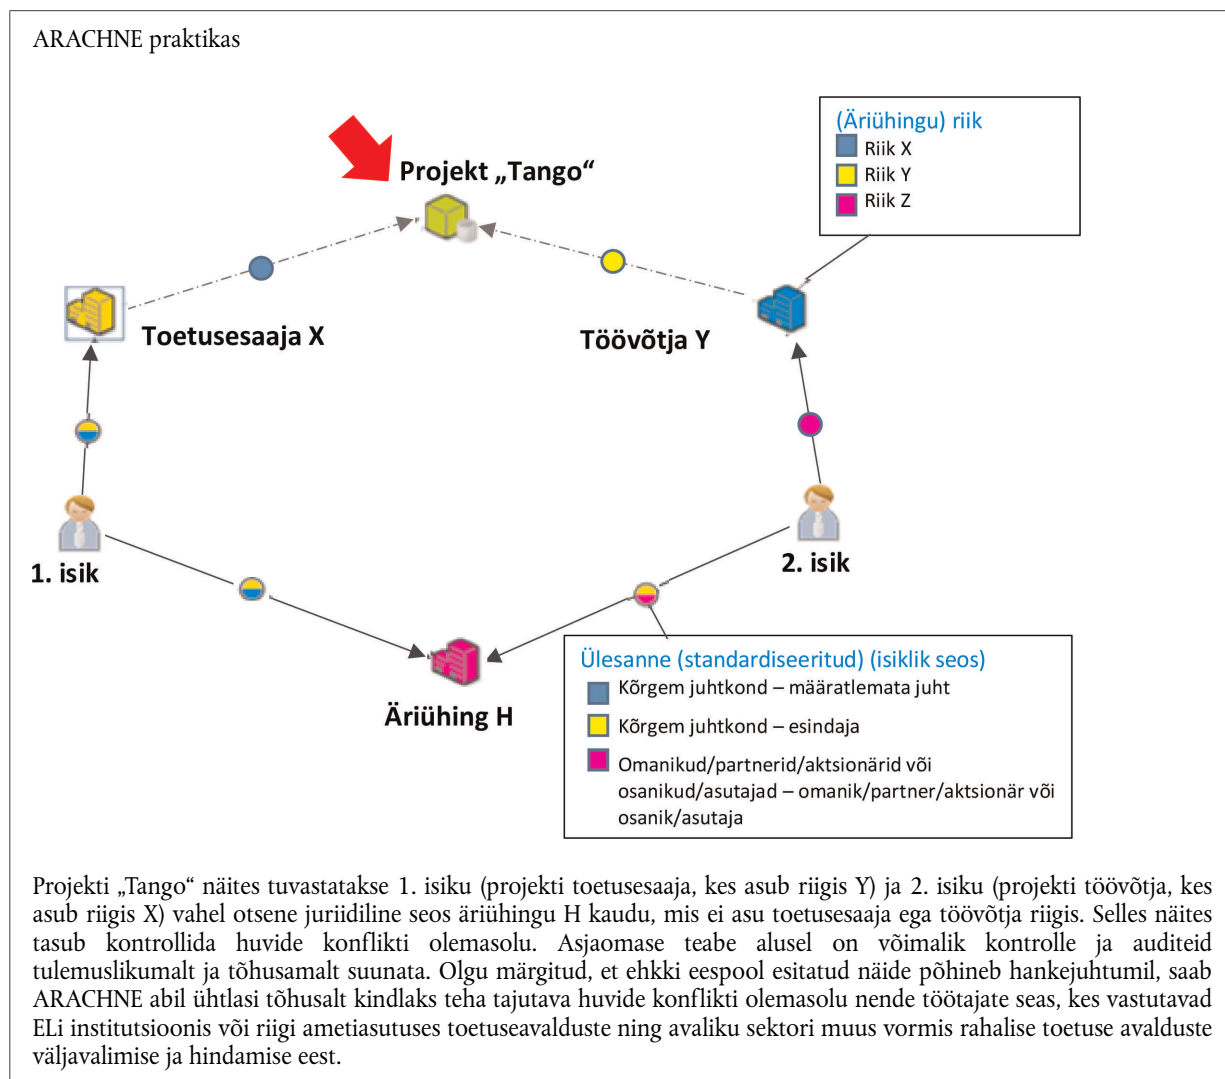 ARACHNE praktikas
(Äriühingu) riik
Riik X
Riik Y
Riik Z
Projekt „Tango“
Toetusesaaja X
Töövõtja Y
1. isik
2. isik
Äriühing H
Ülesanne (standardiseeritud) (isiklik seos)
Kõrgem juhtkond – määratlemata juht
Kõrgem juhtkond – esindaja
Omanikud/partnerid/aktsionärid või
osanikud/asutajad – omanik/partner/aktsionär või
osanik/asutaja
Projekti „Tango“ näites tuvastatakse 1. isiku (projekti toetusesaaja, kes asub riigis Y) ja 2. isiku (projekti töövõtja, kes
asub riigis X) vahel otsene juriidiline seos äriühingu H kaudu, mis ei asu toetusesaaja ega töövõtja riigis. Selles näites
tasub kontrollida huvide konflikti olemasolu. Asjaomase teabe alusel on võimalik kontrolle ja auditeid
tulemuslikumalt ja tõhusamalt suunata. Olgu märgitud, et ehkki eespool esitatud näide põhineb hankejuhtumil, saab
ARACHNE abil ühtlasi tõhusalt kindlaks teha tajutava huvide konflikti olemasolu nende töötajate seas, kes vastutavad
ELi institutsioonis või riigi ametiasutuses toetuseavalduste ning avaliku sektori muus vormis rahalise toetuse avalduste
väljavalimise ja hindamise eest.